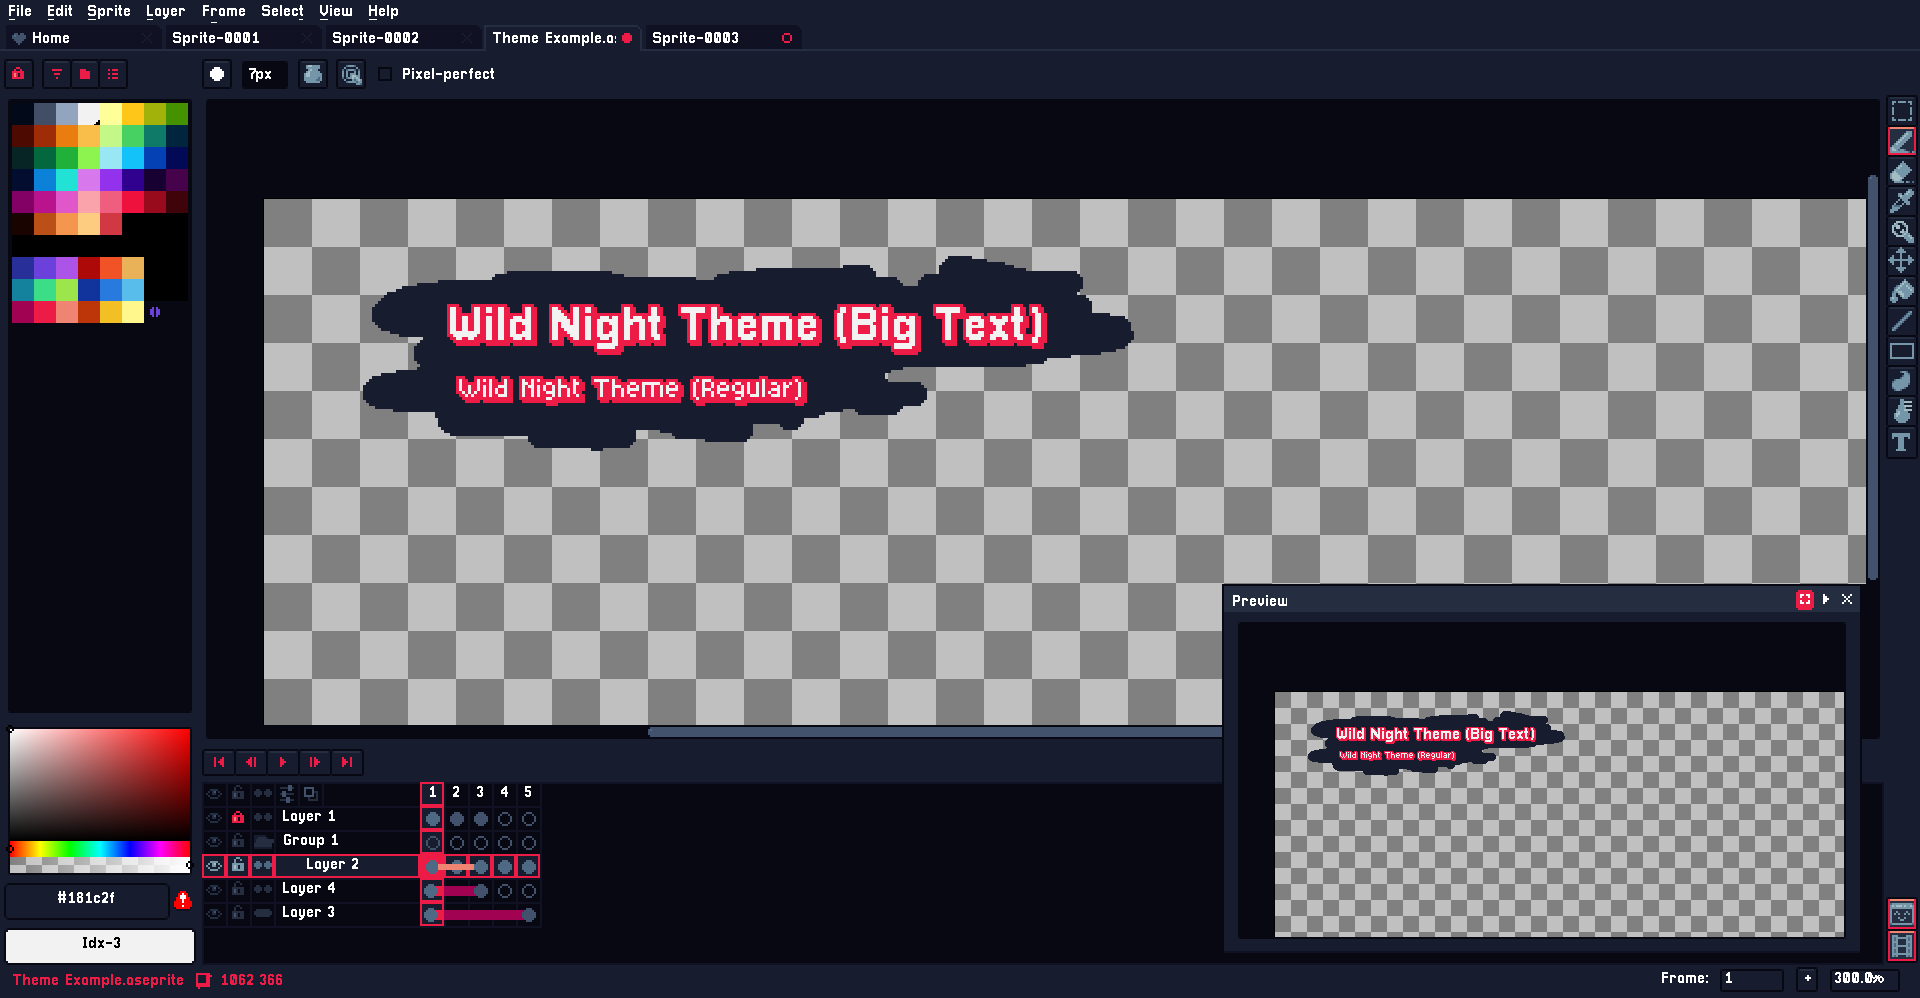 File Edit Sprite Layer Frame Select View Help
Home Sprite-0001 Sprite-0002 Theme Example.a: Sprite-0003
7px Pixel-perfect
Wild Night Theme (Big Text)
Wild Night Theme (Regular)
Preview
Wild Night Theme (Big Text)
Wild Night Theme (Regular)
1 2 3 4 5
Layer 1
Group 1
Layer 2
Layer 4
Layer 3
#181c2f
Idx-3
Theme Example.aseprite 1062 366
Frame: 1 + 300.0%